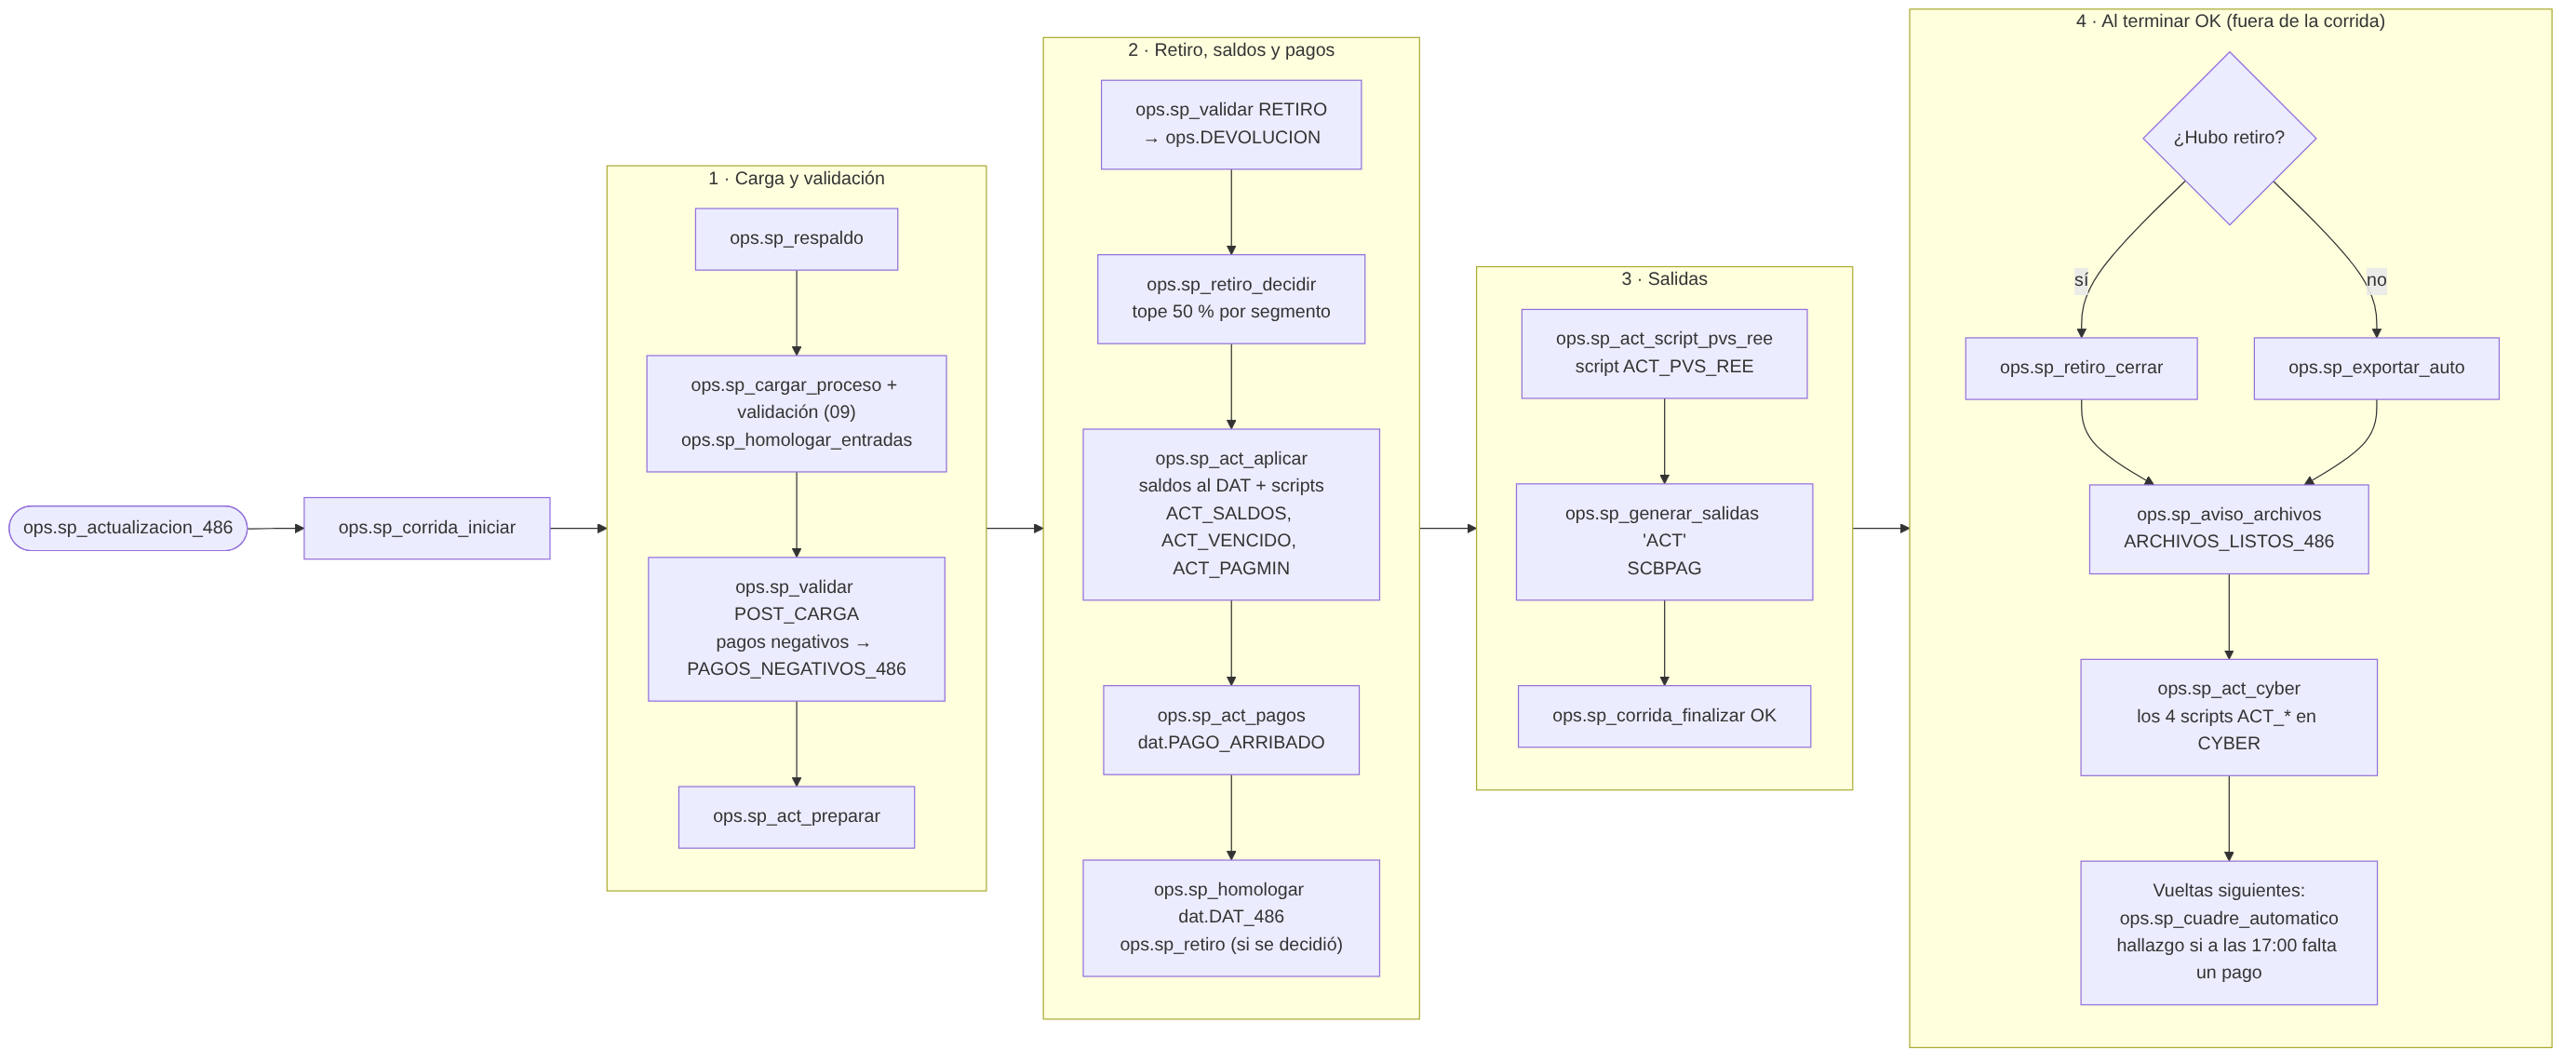 ops.sp_actualizacion_486
ops.sp_corrida_iniciar
1 · Carga y validación
ops.sp_respaldo
ops.sp_cargar_proceso +
validación (09)
ops.sp_homologar_entradas
ops.sp_validar
POST_CARGA
pagos negativos →
PAGOS_NEGATIVOS_486
ops.sp_act_preparar
2 · Retiro, saldos y pagos
ops.sp_validar RETIRO
→ ops.DEVOLUCION
ops.sp_retiro_decidir
tope 50 % por segmento
ops.sp_act_aplicar
saldos al DAT + scripts
ACT_SALDOS,
ACT_VENCIDO,
ACT_PAGMIN
ops.sp_act_pagos
dat.PAGO_ARRIBADO
ops.sp_homologar
dat.DAT_486
ops.sp_retiro (si se decidió)
3 · Salidas
ops.sp_act_script_pvs_ree
script ACT_PVS_REE
ops.sp_generar_salidas
'ACT'
SCBPAG
ops.sp_corrida_finalizar OK
4 · Al terminar OK (fuera de la corrida)
¿Hubo retiro?
sí
no
ops.sp_retiro_cerrar
ops.sp_exportar_auto
ops.sp_aviso_archivos
ARCHIVOS_LISTOS_486
ops.sp_act_cyber
los 4 scripts ACT_* en
CYBER
Vueltas siguientes:
ops.sp_cuadre_automatico
hallazgo si a las 17:00 falta
un pago